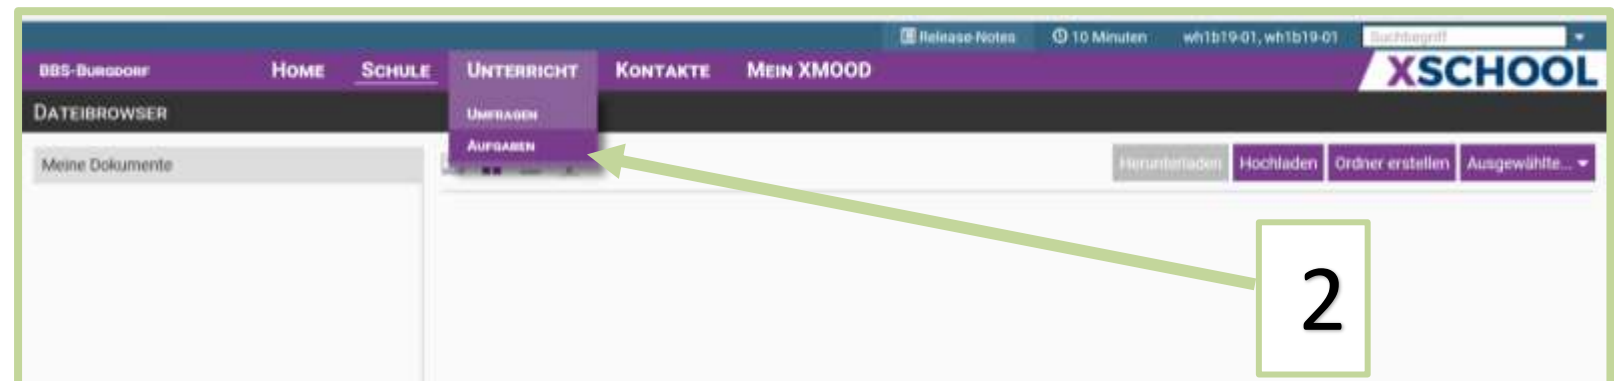 Release-Notes 10 Minuten wh1b19-01, wh1b19-01 Suchbegriff
BBS-Burgdorf Home Schule Unterricht Kontakte Mein XMOOD XSCHOOL
Dateibrowser Umfragen
Aufgaben
Meine Dokumente Herunterladen Hochladen Ordner erstellen Ausgewählte...
2